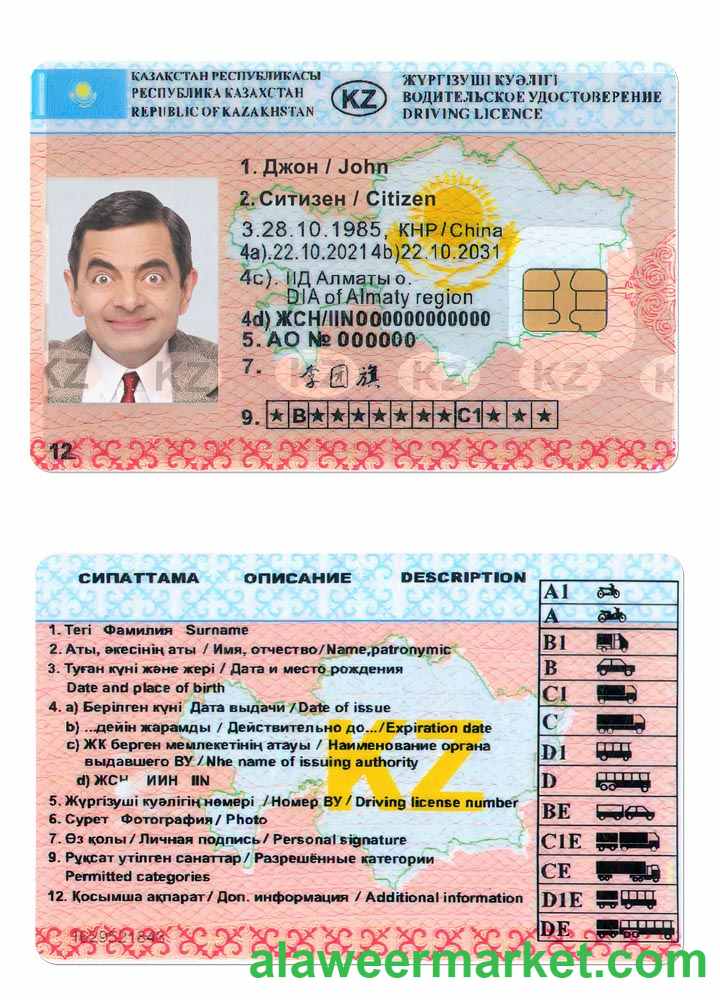 ҚАЗАҚСТАН РЕСПУБЛИКАСЫ
РЕСПУБЛИКА КАЗАХСТАН
REPUBLIC OF KAZAKHSTAN
KZ
ЖҮРГІЗУШІ КУӘЛІГІ
ВОДИТЕЛЬСКОЕ УДОСТОВЕРЕНИЕ
DRIVING LICENCE
1. Джон / John
2. Ситизен / Citizen
3.28.10.1985, КНР/China
4a).22.10.2021 4b)22.10.2031
4c). ІІД Алматы о.
DIA of Almaty region
4d) ЖСН/IIN000000000000
5. АО № 000000
7. 李团旗
KZ KZ KZ KZ KZ K
9. ★B★★★★★★★C1★★★
12
СИПАТТАМА ОПИСАНИЕ DESCRIPTION
1. Тегі Фамилия Surname
2. Аты, әкесінің аты / Имя, отчество/Name,patronymic
3. Туған күні және жері / Дата и место рождения
Date and place of birth
4. a) Берілген күні Дата выдачи /Date of issue
b) ...дейін жарамды / Действительно до.../Expiration date
c) ЖК берген мемлекетінің атауы / Наименование органа
выдавшего ВУ /Nhe name of issuing authority
d) ЖСН ИИН IIN
5. Жүргізуші куәлігің нөмері /Номер ВУ / Driving license number
6. Сурет Фотография / Photo
7. Өз қолы / Личная подпись / Personal signature
9. Рұқсат утілген санаттар / Разрешённые категории
Permitted categories
12. Қосымша ақпарат/ Доп. информация / Additional information
KZ
A1
A
B1
B
C1
C
D1
D
BE
C1E
CE
D1E
DE
alaweermarket.com